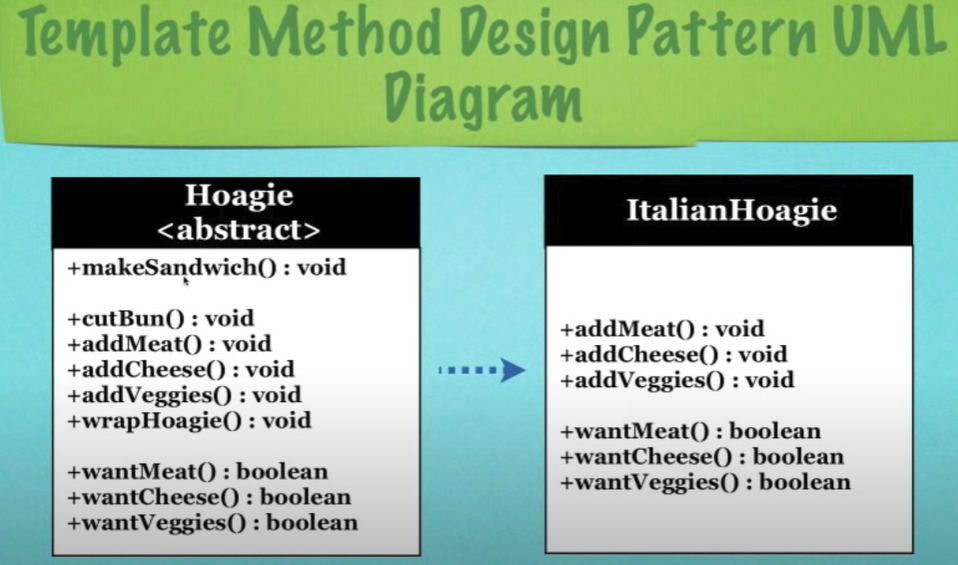 Template Method Design Pattern UML
Diagram
Hoagie
<abstract>
+makeSandwich() : void
+cutBun() : void
+addMeat() : void
+addCheese() : void
+addVeggies() : void
+wrapHoagie() : void
+wantMeat() : boolean
+wantCheese() : boolean
+wantVeggies() : boolean
ItalianHoagie
+addMeat() : void
+addCheese() : void
+addVeggies() : void
+wantMeat() : boolean
+wantCheese() : boolean
+wantVeggies() : boolean